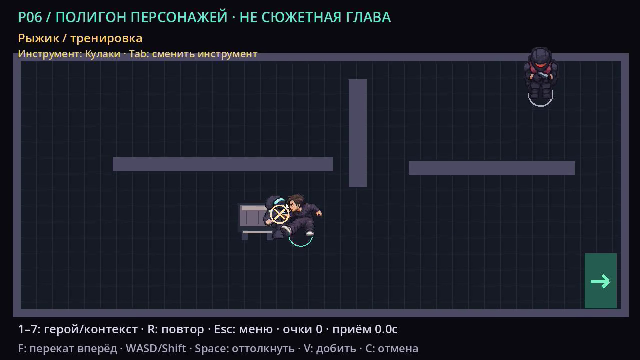 P06 / ПОЛИГОН ПЕРСОНАЖЕЙ · НЕ СЮЖЕТНАЯ ГЛАВА
Рыжик / тренировка
Инструмент: Кулаки · Tab: сменить инструмент
1–7: герой/контекст · R: повтор · Esc: меню · очки 0 · приём 0.0с
F: перекат вперёд · WASD/Shift · Space: оттолкнуть · V: добить · C: отмена